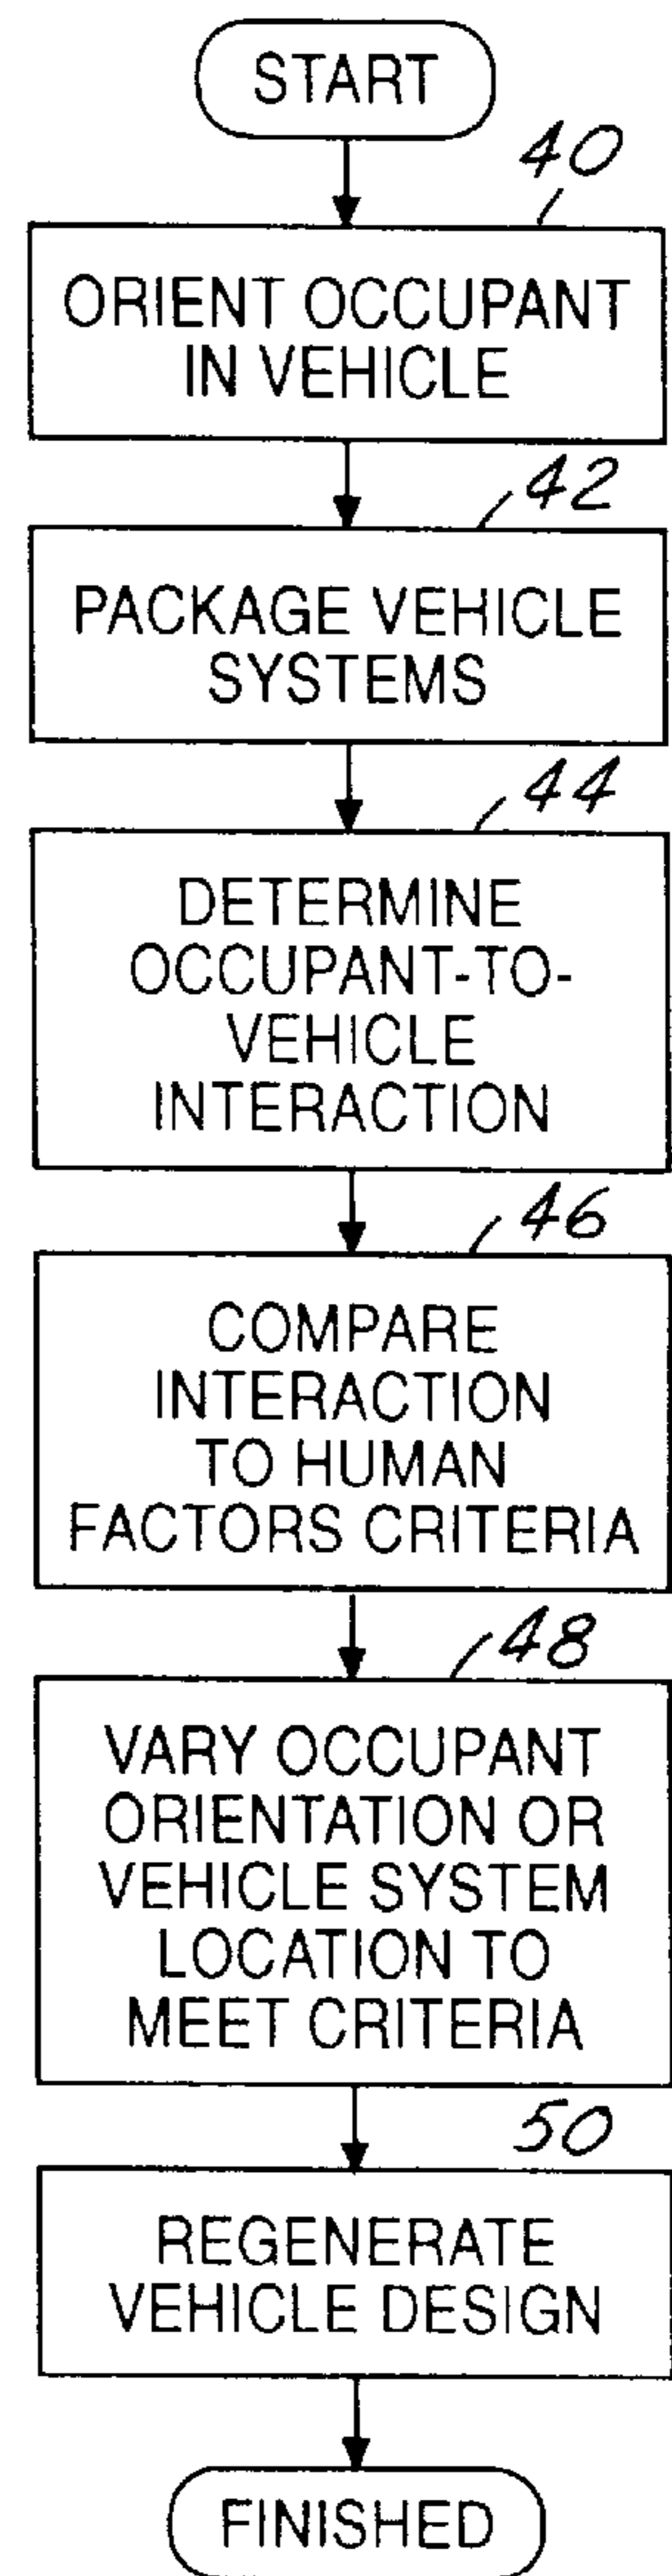 START
40
ORIENT OCCUPANT
IN VEHICLE
42
PACKAGE VEHICLE
SYSTEMS
44
DETERMINE
OCCUPANT-TO-
VEHICLE
INTERACTION
46
COMPARE
INTERACTION
TO HUMAN
FACTORS CRITERIA
48
VARY OCCUPANT
ORIENTATION OR
VEHICLE SYSTEM
LOCATION TO
MEET CRITERIA
50
REGENERATE
VEHICLE DESIGN
FINISHED